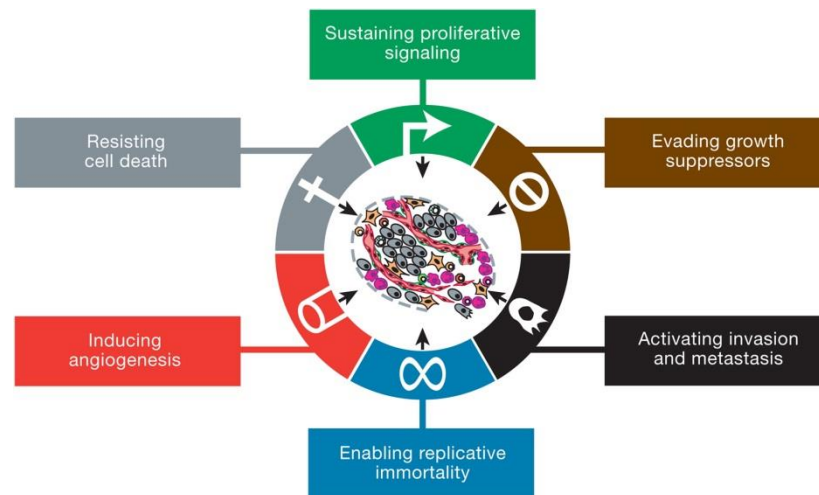 Sustaining proliferative
signaling
Resisting
cell death
Evading growth
suppressors
Inducing
angiogenesis
Activating invasion
and metastasis
Enabling replicative
immortality